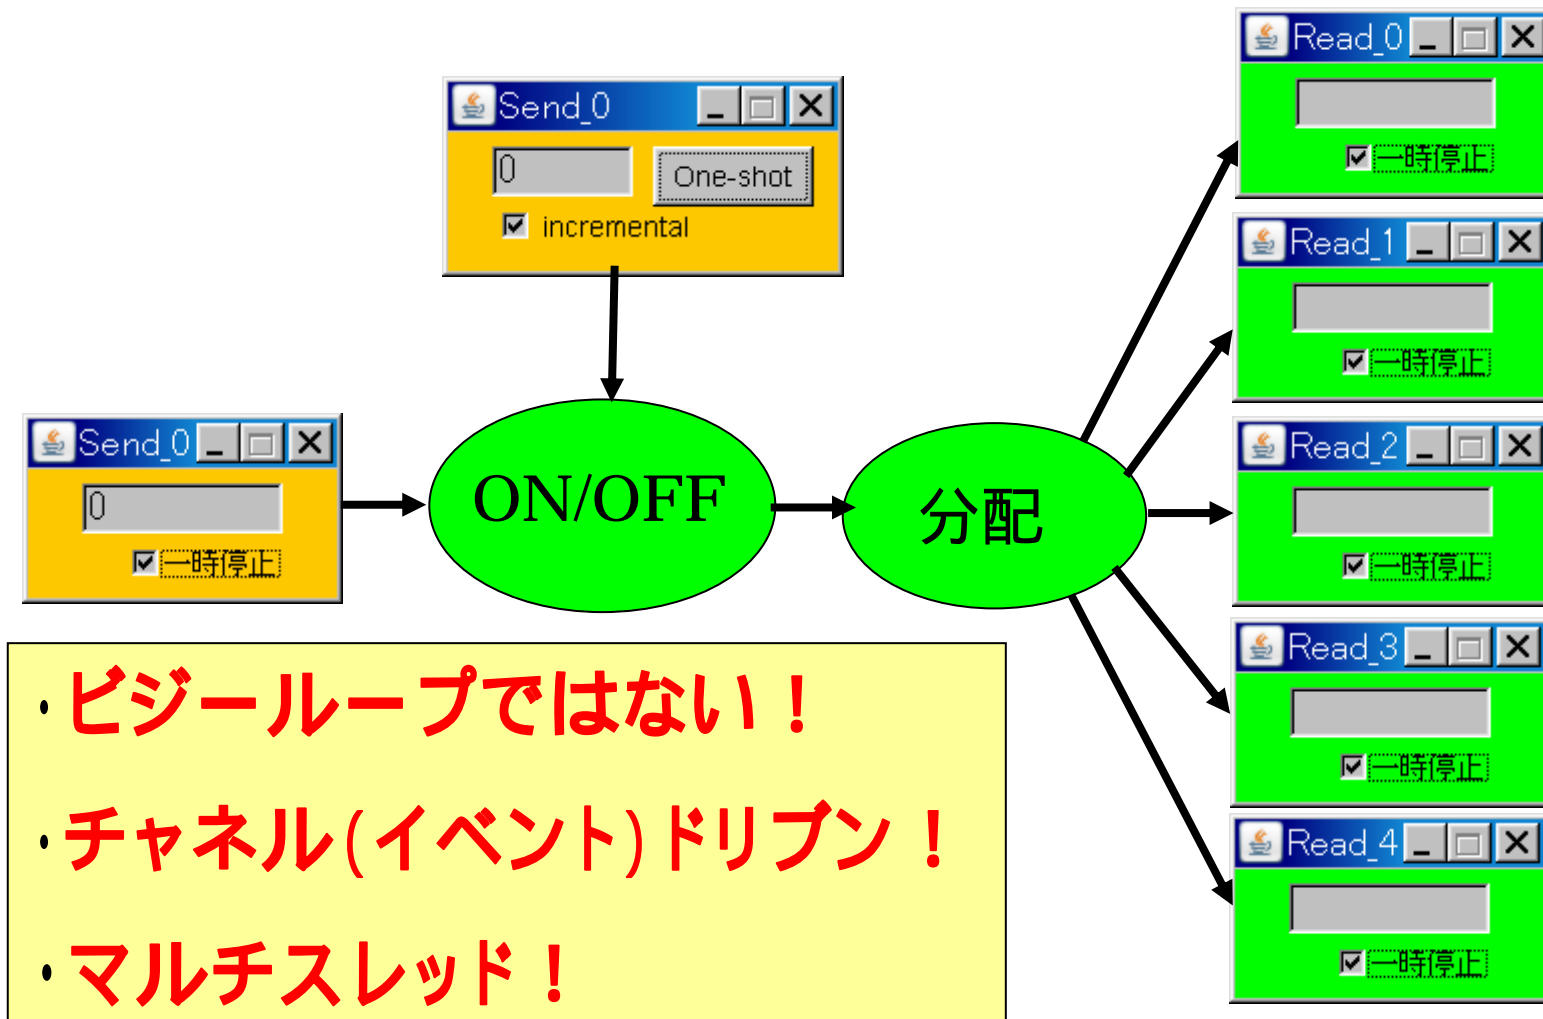 Send_0
0
One-shot
incremental
Send_0
0
一時停止
ON/OFF
分配
Read_0
一時停止
Read_1
一時停止
Read_2
一時停止
Read_3
一時停止
Read_4
一時停止
・ビジーループではない！
・チャネル(イベント)ドリブン！
・マルチスレッド！